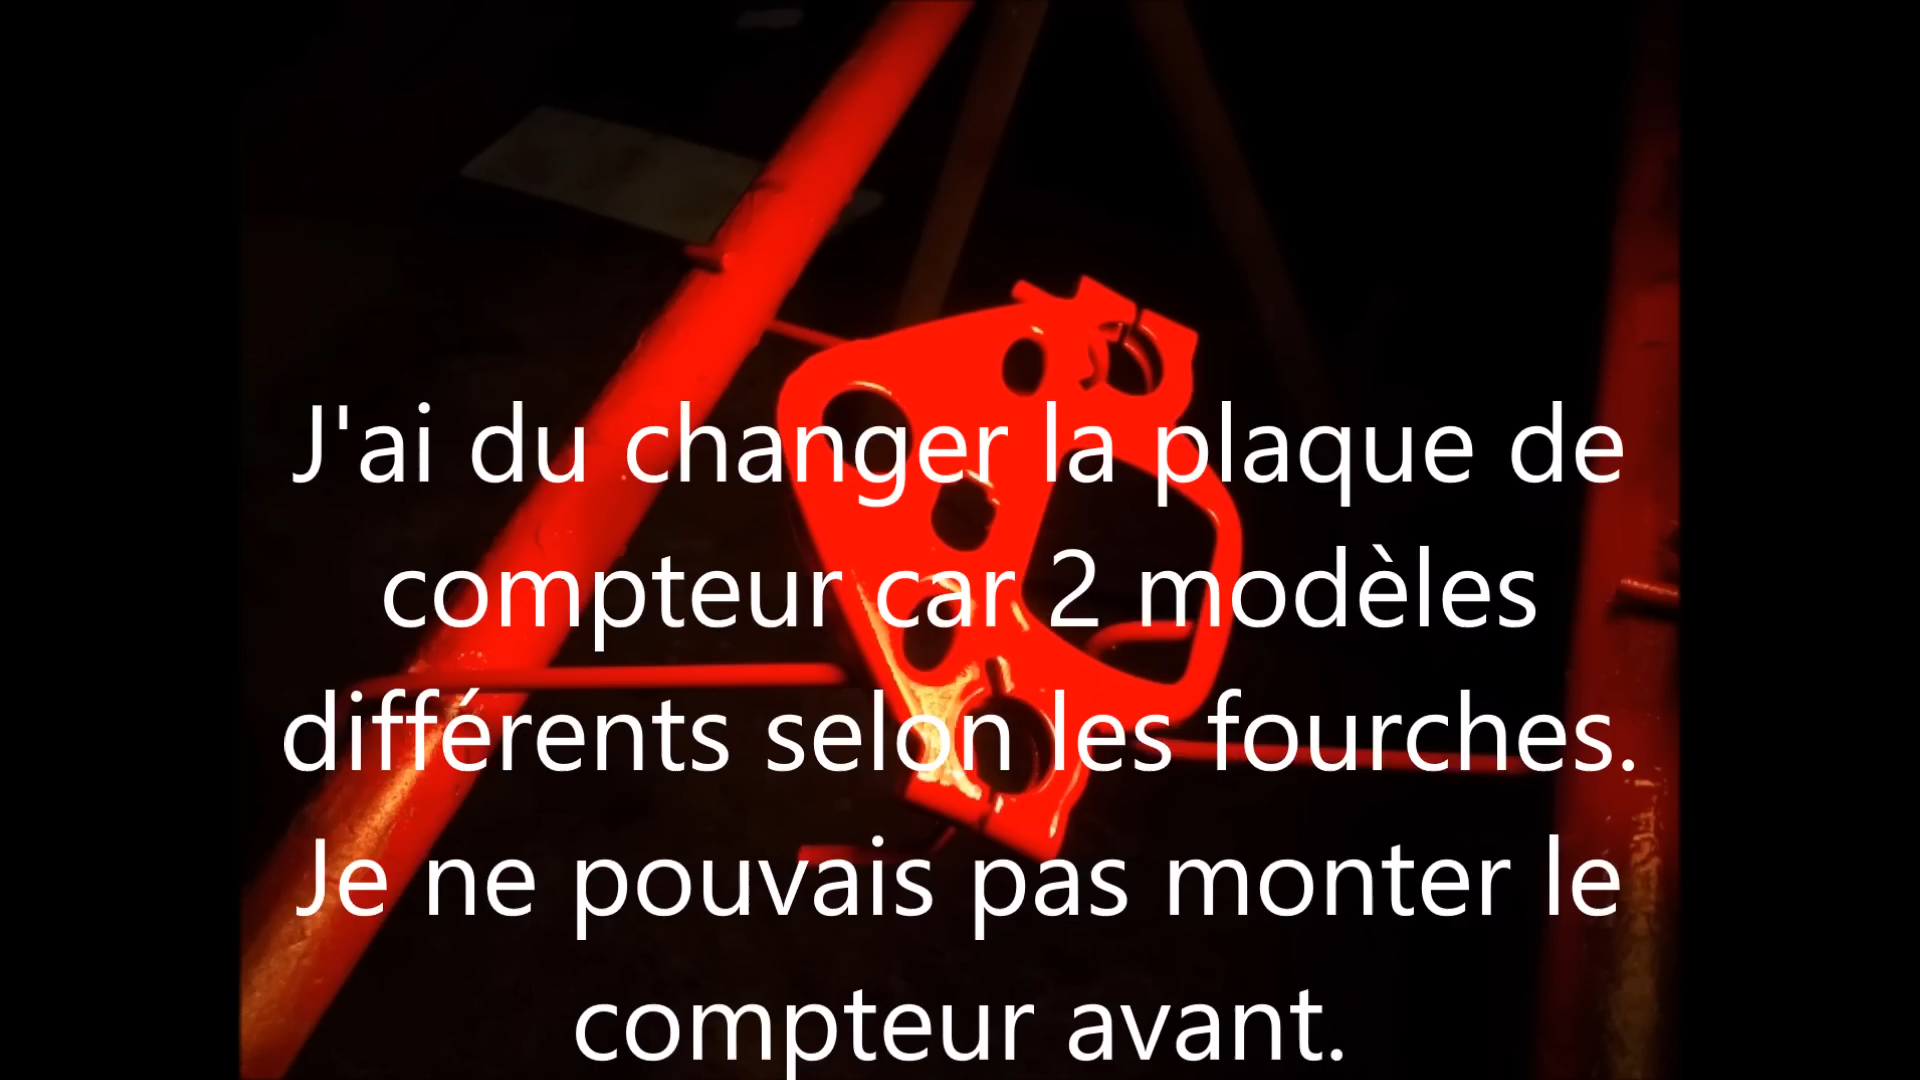 J'ai du changer la plaque de
compteur car 2 modèles
différents selon les fourches.
Je ne pouvais pas monter le
compteur avant.